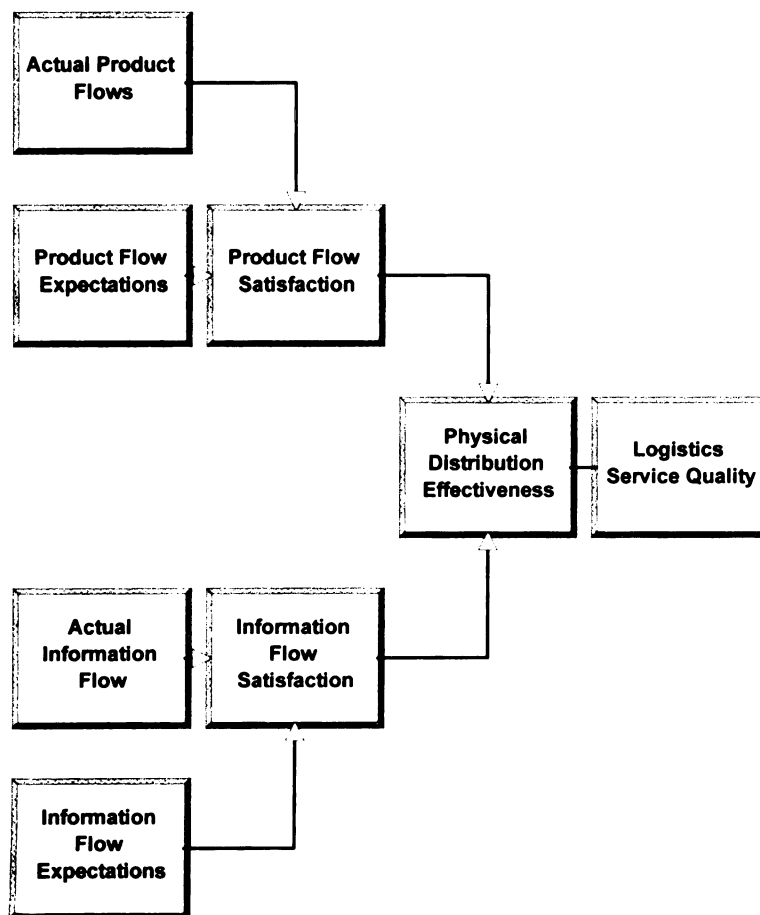 Actual Product
Flows
Product Flow
Expectations
Product Flow
Satisfaction
Physical
Distribution
Effectiveness
Logistics
Service Quality
Actual
Information
Flow
Information
Flow
Satisfaction
Information
Flow
Expectations